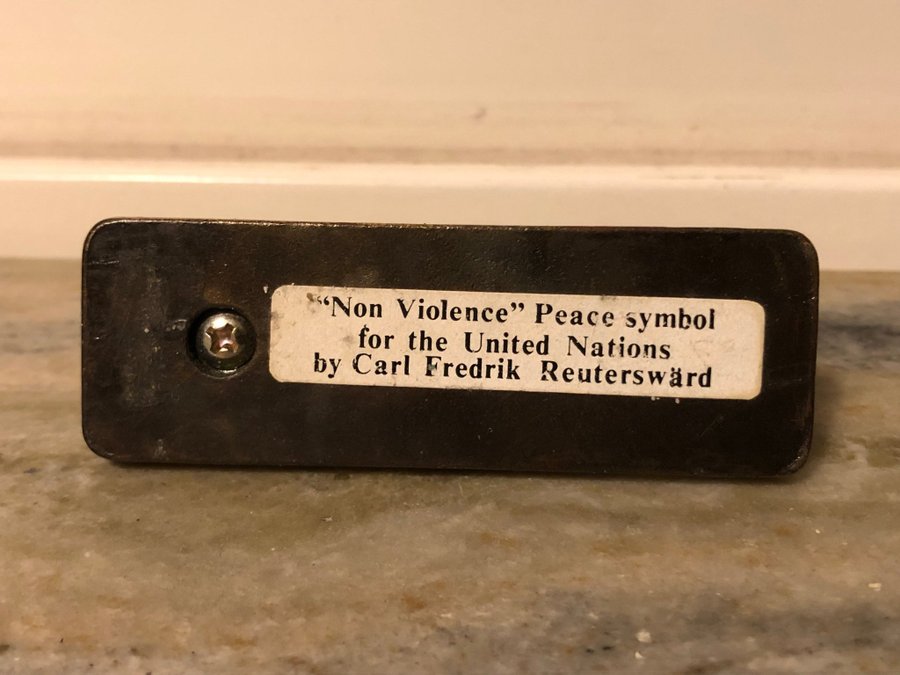 "Non Violence" Peace symbol
for the United Nations
by Carl Fredrik Reuterswärd